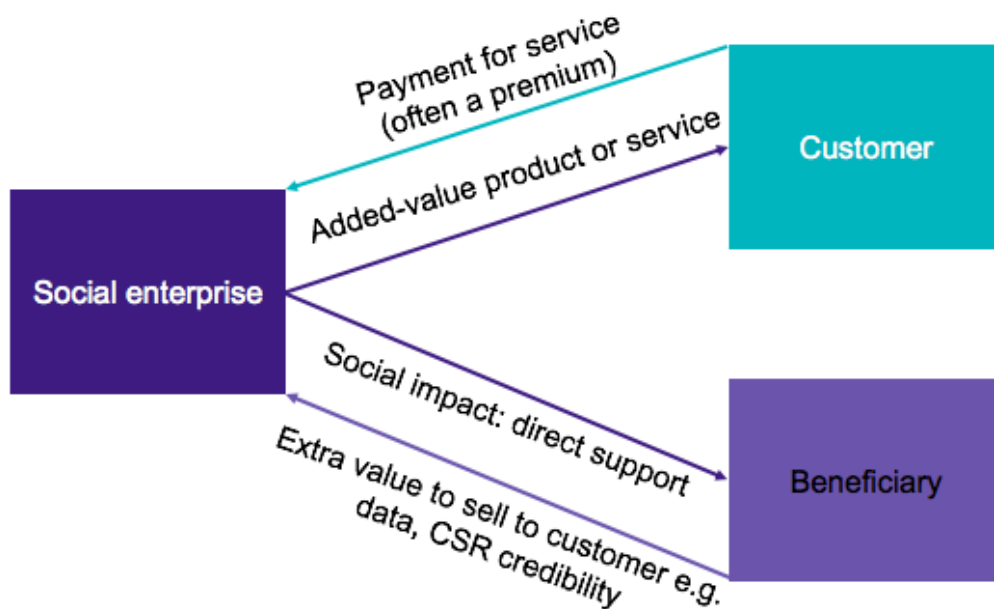 Payment for service
(often a premium)
Added-value product or service
Customer
Social enterprise
Social impact: direct support
Beneficiary
Extra value to sell to customer e.g.
data, CSR credibility